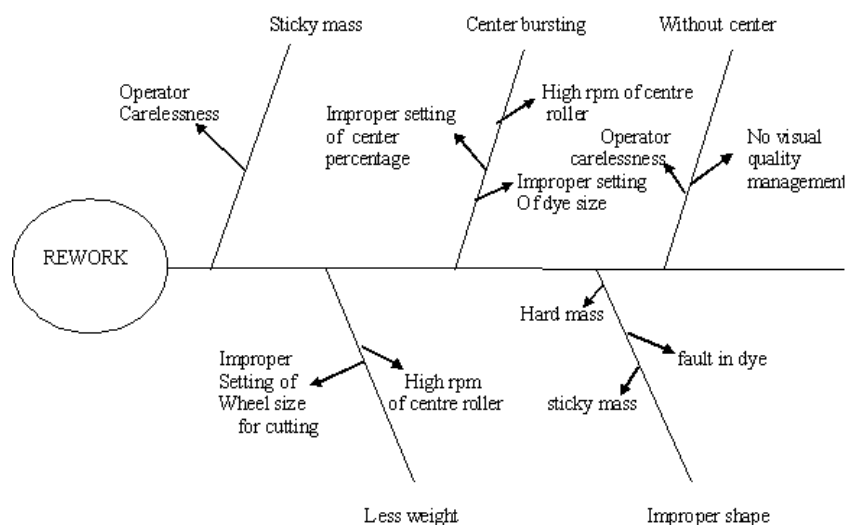 Sticky mass
Center bursting
Without center
Operator
Carelessness
Improper setting
of center
percentage
High rpm of centre
roller
Improper setting
Of dye size
Operator
carelessness
No visual
quality
management
REWORK
Hard mass
fault in dye
sticky mass
Improper
Setting of
Wheel size
for cutting
High rpm
of centre roller
Less weight
Improper shape